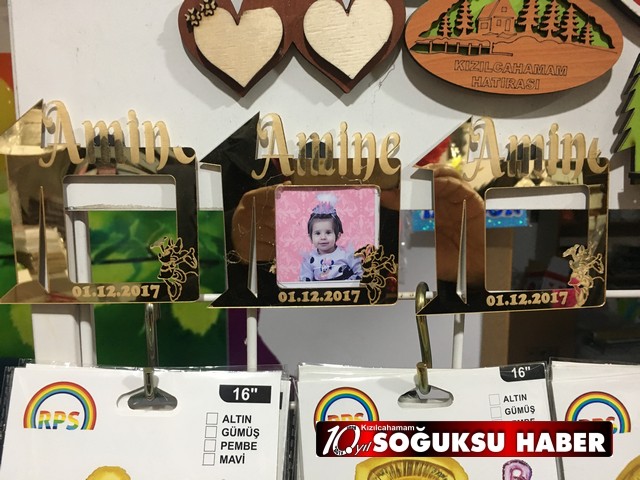 KIZILCAHAMAM
HATIRASI
Amine
Amine
Amine
01.12.2017
01.12.2017
01.12.2017
RPS
16"
ALTIN
GÜMÜŞ
PEMBE
MAVİ
16"
ALTIN
GÜMÜŞ
RPS
Kızılcahamam
10.yıl SOĞUKSU HABER